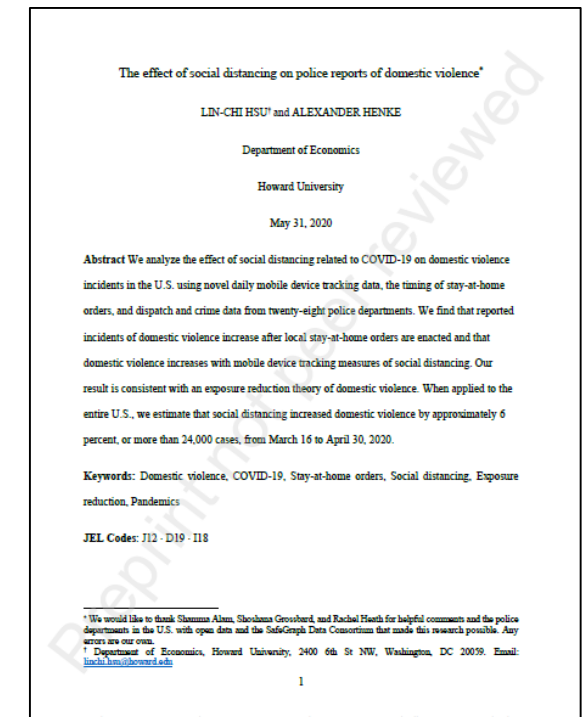 The effect of social distancing on police reports of domestic violence*
LIN-CHI HSU† and ALEXANDER HENKE
Department of Economics
Howard University
May 31, 2020
Abstract We analyze the effect of social distancing related to COVID-19 on domestic violence
incidents in the U.S. using novel daily mobile device tracking data, the timing of stay-at-home
orders, and dispatch and crime data from twenty-eight police departments. We find that reported
incidents of domestic violence increase after local stay-at-home orders are enacted and that
domestic violence increases with mobile device tracking measures of social distancing. Our
result is consistent with an exposure reduction theory of domestic violence. When applied to the
entire U.S., we estimate that social distancing increased domestic violence by approximately 6
percent, or more than 24,000 cases, from March 16 to April 30, 2020.
Keywords: Domestic violence, COVID-19, Stay-at-home orders, Social distancing, Exposure
reduction, Pandemics
JEL Codes: J12 · D19 · I18
* We would like to thank Shamma Alam, Shoshana Grossbard, and Rachel Heath for helpful comments and the police
departments in the U.S. with open data and the SafeGraph Data Consortium that made this research possible. Any
errors are our own.
† Department of Economics, Howard University, 2400 6th St NW, Washington, DC 20059. Email:
linchi.hsu@howard.edu
1
Preprint not peer reviewed